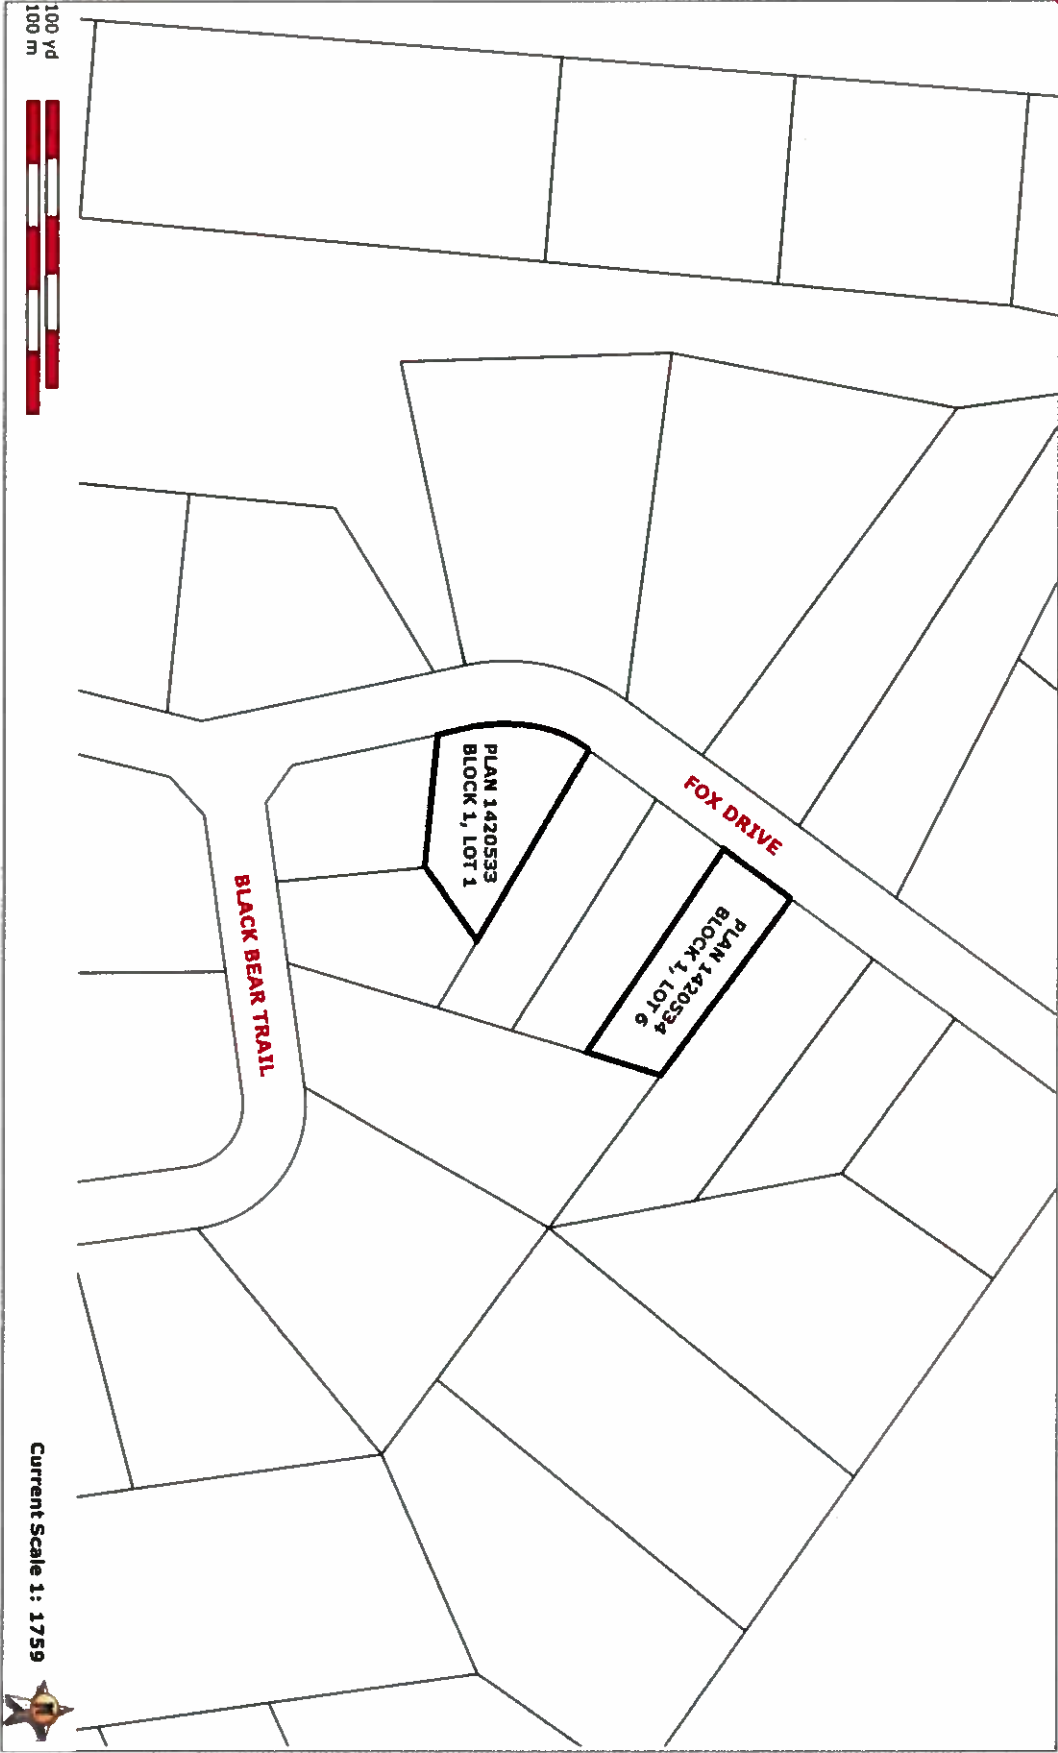 FOX DRIVE
PLAN 1420533
BLOCK 1, LOT 1
PLAN 1420534
BLOCK 1, LOT 6
BLACK BEAR TRAIL
100 yd
100 m
Current Scale 1: 1759
N